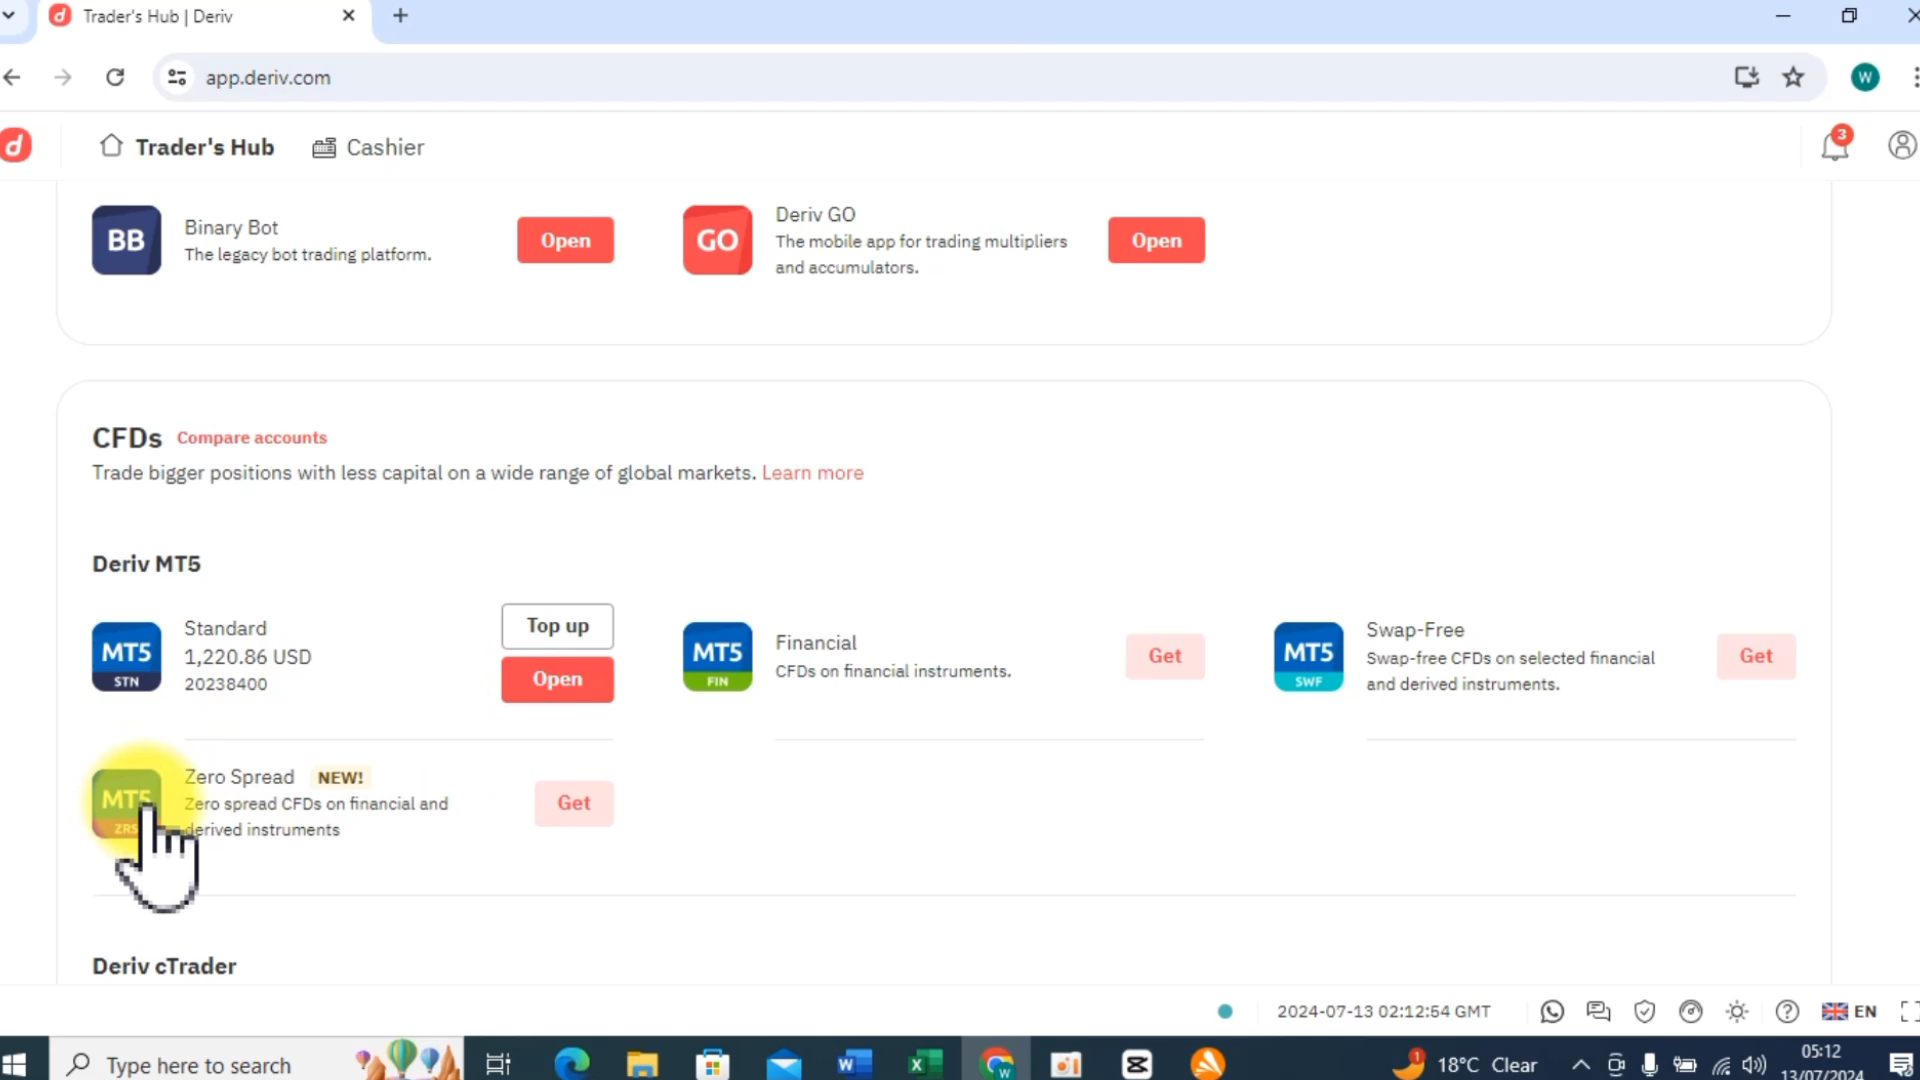 Trader's Hub | Deriv
app.deriv.com
W
d
Trader's Hub
Cashier
3
BB
Binary Bot
The legacy bot trading platform.
Open
GO
Deriv GO
The mobile app for trading multipliers
and accumulators.
Open
CFDs Compare accounts
Trade bigger positions with less capital on a wide range of global markets. Learn more
Deriv MT5
MT5
STN
Standard
1,220.86 USD
20238400
Top up
Open
MT5
FIN
Financial
CFDs on financial instruments.
Get
MT5
SWF
Swap-Free
Swap-free CFDs on selected financial
and derived instruments.
Get
MT5
ZRS
Zero Spread NEW!
Zero spread CFDs on financial and
derived instruments
Get
Deriv cTrader
2024-07-13 02:12:54 GMT
EN
Type here to search
1
18°C Clear
05:12
13/07/2024